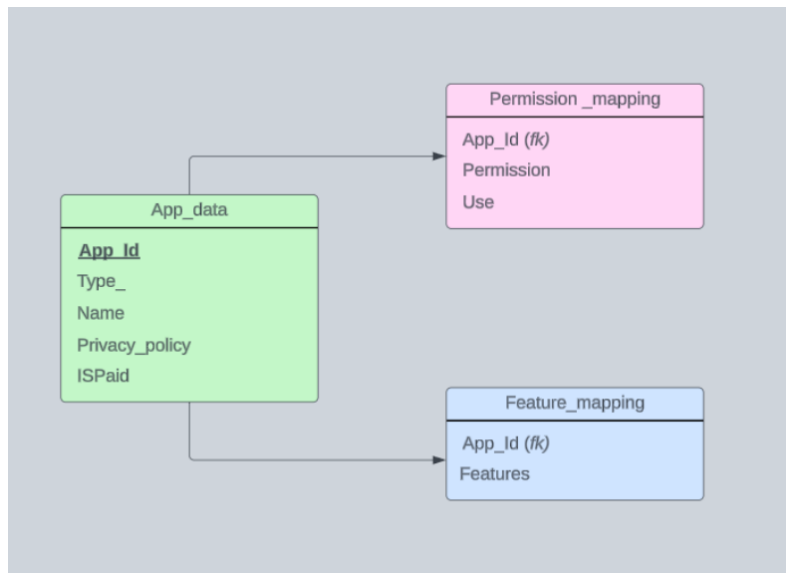 Permission _mapping
App_Id (fk)
Permission
Use
App_data
App_Id
Type_
Name
Privacy_policy
ISPaid
Feature_mapping
App_Id (fk)
Features